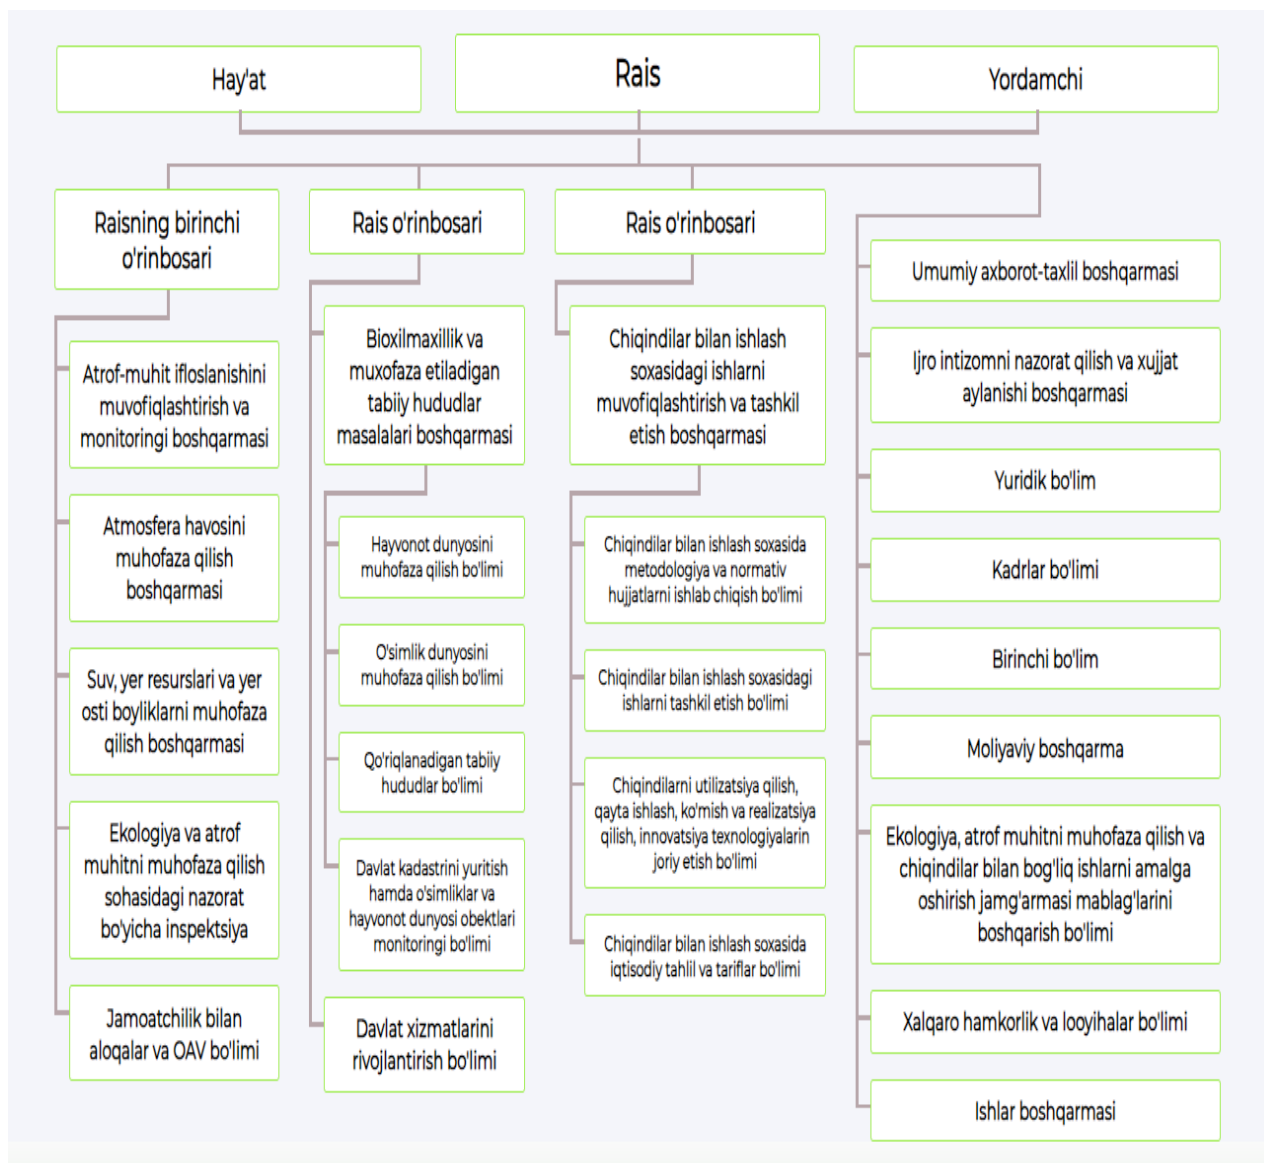 Hay'at
Rais
Yordamchi
Raisning birinchi
o'rinbosari
Atrof-muhit ifloslanishini
muvofiqlashtirish va
monitoringi boshqarmasi
Atmosfera havosini
muhofaza qilish
boshqarmasi
Suv, yer resurslari va yer
osti boyliklarni muhofaza
qilish boshqarmasi
Ekologiya va atrof
muhitni muhofaza qilish
sohasidagi nazorat
bo'yicha inspektsiya
Jamoatchilik bilan
aloqalar va OAV bo'limi
Rais o'rinbosari
Bioxilmaxillik va
muxofaza etiladigan
tabiiy hududlar
masalalari boshqarmasi
Hayvonot dunyosini
muhofaza qilish bo'limi
O'simlik dunyosini
muhofaza qilish bo'limi
Qo'riqlanadigan tabiiy
hududlar bo'limi
Davlat kadastrini yuritish
hamda o'simliklar va
hayvonot dunyosi obektlari
monitoringi bo'limi
Davlat xizmatlarini
rivojlantirish bo'limi
Rais o'rinbosari
Chiqindilar bilan ishlash
soxasidagi ishlarni
muvofiqlashtirish va tashkil
etish boshqarmasi
Chiqindilar bilan ishlash soxasida
metodologiya va normativ
hujjatlarni ishlab chiqish bo'limi
Chiqindilar bilan ishlash soxasidagi
ishlarni tashkil etish bo'limi
Chiqindilarni utilizatsiya qilish,
qayta ishlash, ko'mish va realizatsiya
qilish, innovatsiya texnologiyalarin
joriy etish bo'limi
Chiqindilar bilan ishlash soxasida
iqtisodiy tahlil va tariflar bo'limi
Umumiy axborot-taxlil boshqarmasi
Ijro intizomni nazorat qilish va xujjat
aylanishi boshqarmasi
Yuridik bo'lim
Kadrlar bo'limi
Birinchi bo'lim
Moliyaviy boshqarma
Ekologiya, atrof muhitni muhofaza qilish va
chiqindilar bilan bog'liq ishlarni amalga
oshirish jamg'armasi mablag'larini
boshqarish bo'limi
Xalqaro hamkorlik va looyihalar bo'limi
Ishlar boshqarmasi